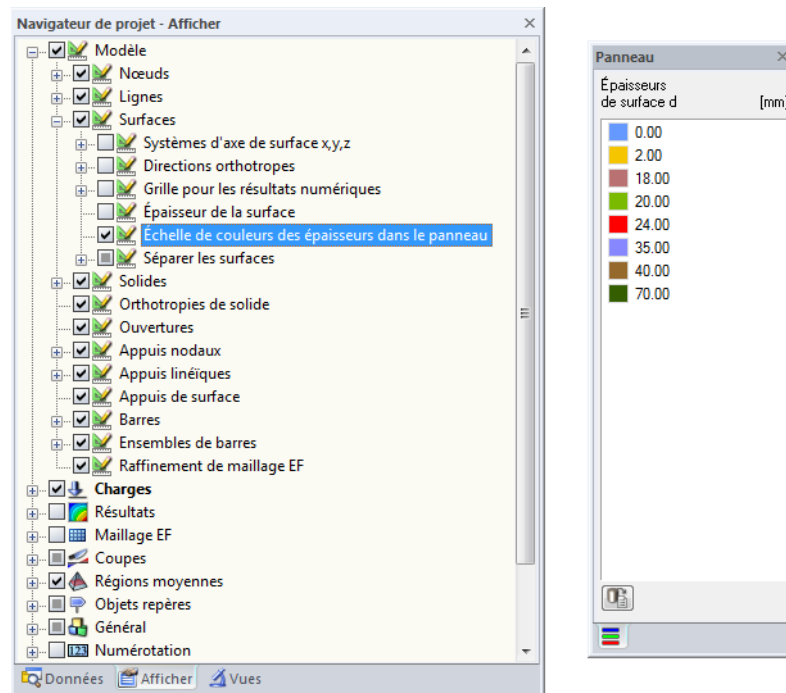 Navigateur de projet - Afficher
Modèle
Nœuds
Lignes
Surfaces
Systèmes d'axe de surface x,y,z
Directions orthotropes
Grille pour les résultats numériques
Épaisseur de la surface
Échelle de couleurs des épaisseurs dans le panneau
Séparer les surfaces
Solides
Orthotropies de solide
Ouvertures
Appuis nodaux
Appuis linéïques
Appuis de surface
Barres
Ensembles de barres
Raffinement de maillage EF
Charges
Résultats
Maillage EF
Coupes
Régions moyennes
Objets repères
Général
123 Numérotation
Données Afficher Vues
Panneau
Épaisseurs
de surface d [mm]
0.00
2.00
18.00
20.00
24.00
35.00
40.00
70.00